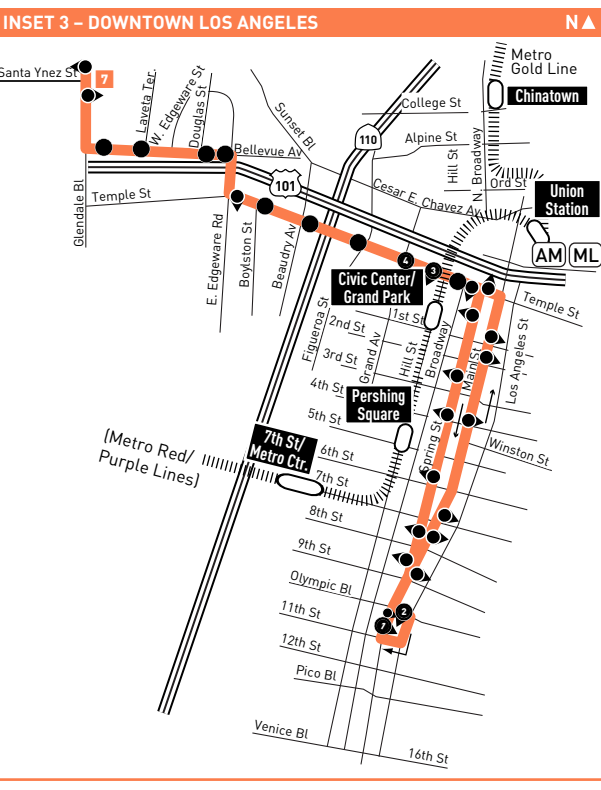 INSET 3 – DOWNTOWN LOS ANGELES
N
Metro
Gold Line
Santa Ynez St
7
Laveta Ter.
W. Edgeware St
Douglas St
Sunset Bl
College St
Chinatown
110
Alpine St
Hill St
N. Broadway
Bellevue Av
Ord St
101
Cesar E. Chavez Av
Union
Station
Glendale Bl
Temple St
AM
ML
E. Edgeware Rd
Boylston St
Beaudry Av
4
3
Civic Center/
Grand Park
Temple St
Figueroa St
1st St
2nd St
Grand Av
Hill St
Broadway
Main St
Los Angeles St
3rd St
4th St
Pershing
Square
5th St
Spring St
7th St/
Metro Ctr.
6th St
Winston St
(Metro Red/
Purple Lines)
7th St
8th St
9th St
Olympic Bl
11th St
2
1
12th St
Pico Bl
Venice Bl
16th St